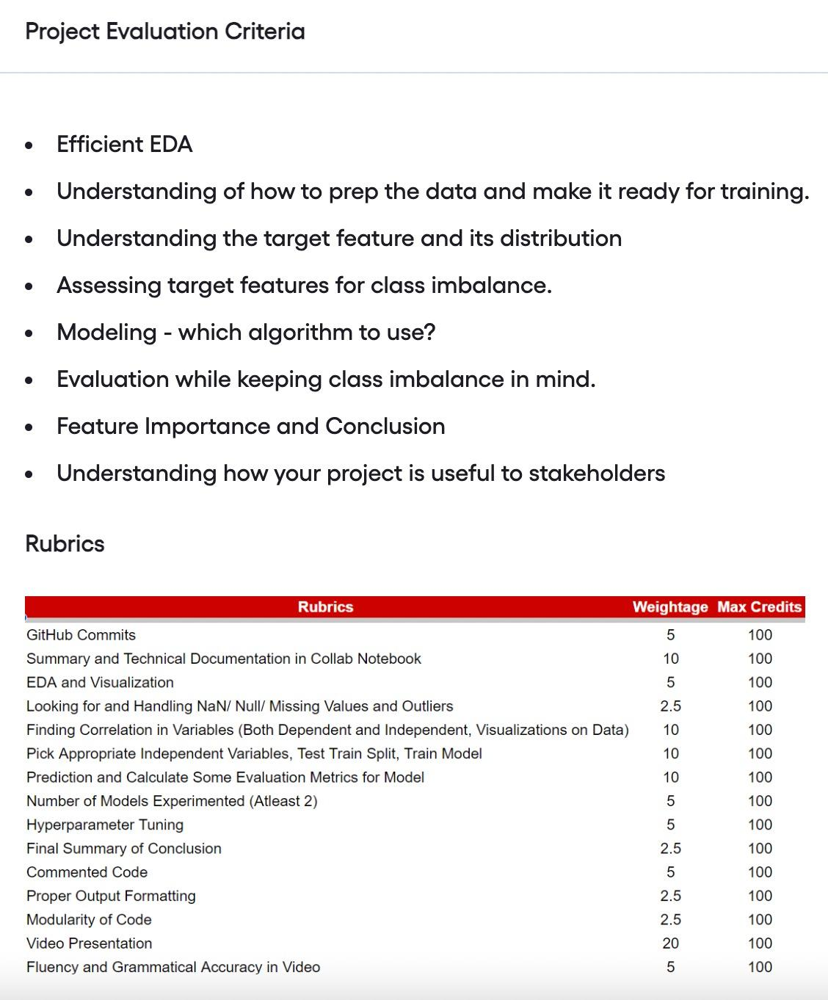 Project Evaluation Criteria
• Efficient EDA
• Understanding of how to prep the data and make it ready for training.
• Understanding the target feature and its distribution
• Assessing target features for class imbalance.
• Modeling - which algorithm to use?
• Evaluation while keeping class imbalance in mind.
• Feature Importance and Conclusion
• Understanding how your project is useful to stakeholders
Rubrics
Rubrics Weightage Max Credits
GitHub Commits 5 100
Summary and Technical Documentation in Collab Notebook 10 100
EDA and Visualization 5 100
Looking for and Handling NaN/ Null/ Missing Values and Outliers 2.5 100
Finding Correlation in Variables (Both Dependent and Independent, Visualizations on Data) 10 100
Pick Appropriate Independent Variables, Test Train Split, Train Model 10 100
Prediction and Calculate Some Evaluation Metrics for Model 10 100
Number of Models Experimented (Atleast 2) 5 100
Hyperparameter Tuning 5 100
Final Summary of Conclusion 2.5 100
Commented Code 5 100
Proper Output Formatting 2.5 100
Modularity of Code 2.5 100
Video Presentation 20 100
Fluency and Grammatical Accuracy in Video 5 100